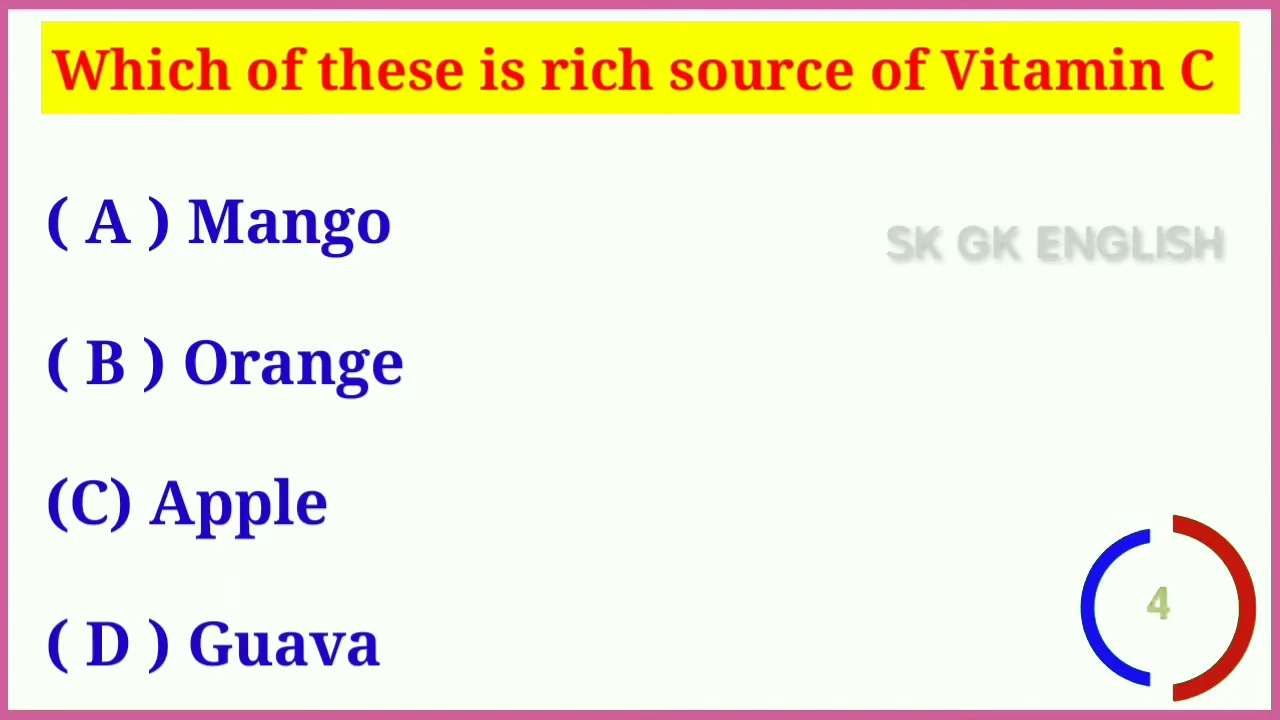 Which of these is rich source of Vitamin C
( A ) Mango
SK GK ENGLISH
( B ) Orange
(C) Apple
4
( D ) Guava